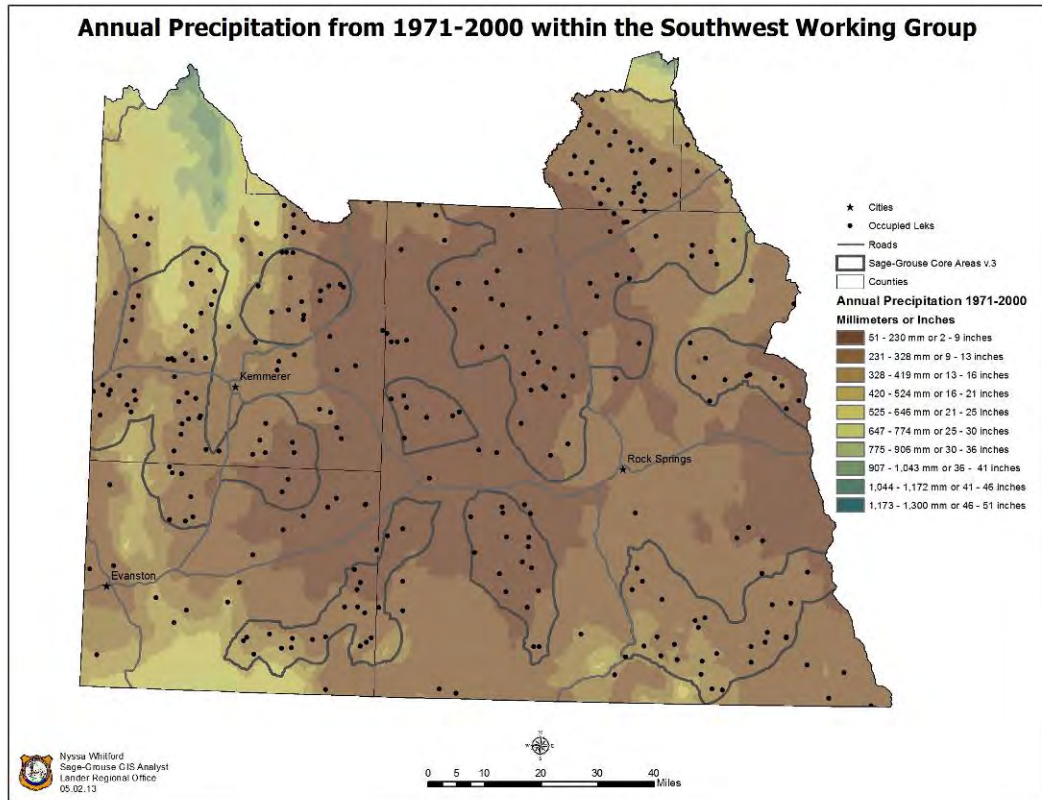 Annual Precipitation from 1971-2000 within the Southwest Working Group
Cities
Occupied Leks
Roads
Sage-Grouse Core Areas v.3
Counties
Annual Precipitation 1971-2000
Millimeters or Inches
51 - 230 mm or 2 - 9 inches
231 - 328 mm or 9 - 13 inches
328 - 419 mm or 13 - 16 inches
420 - 524 mm or 16 - 21 inches
525 - 646 mm or 21 - 25 inches
647 - 774 mm or 25 - 30 inches
775 - 906 mm or 30 - 36 inches
907 - 1,043 mm or 36 - 41 inches
1,044 - 1,172 mm or 41 - 46 inches
1,173 - 1,300 mm or 46 - 51 inches
Kemmerer
Rock Springs
Evanston
Nyssa Whitford
Sage-Grouse GIS Analyst
Lander Regional Office
05.02.13
N
W E
S
0 5 10 20 30 40
Miles